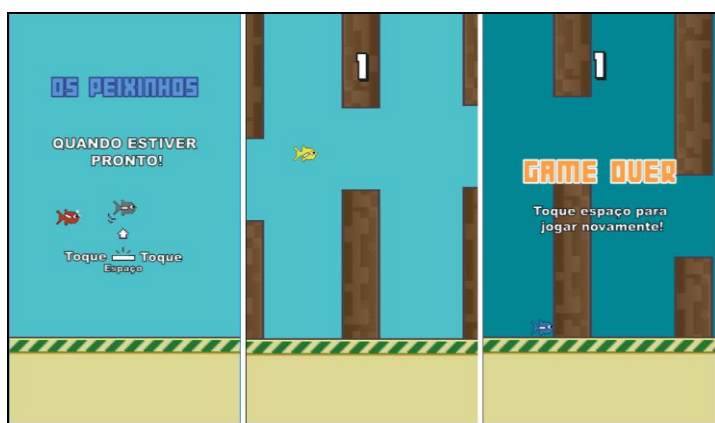 OS PEIXINHOS
QUANDO ESTIVER
PRONTO!
Toque Toque
Espaço
1
1
GAME OVER
Toque espaço para
jogar novamente!